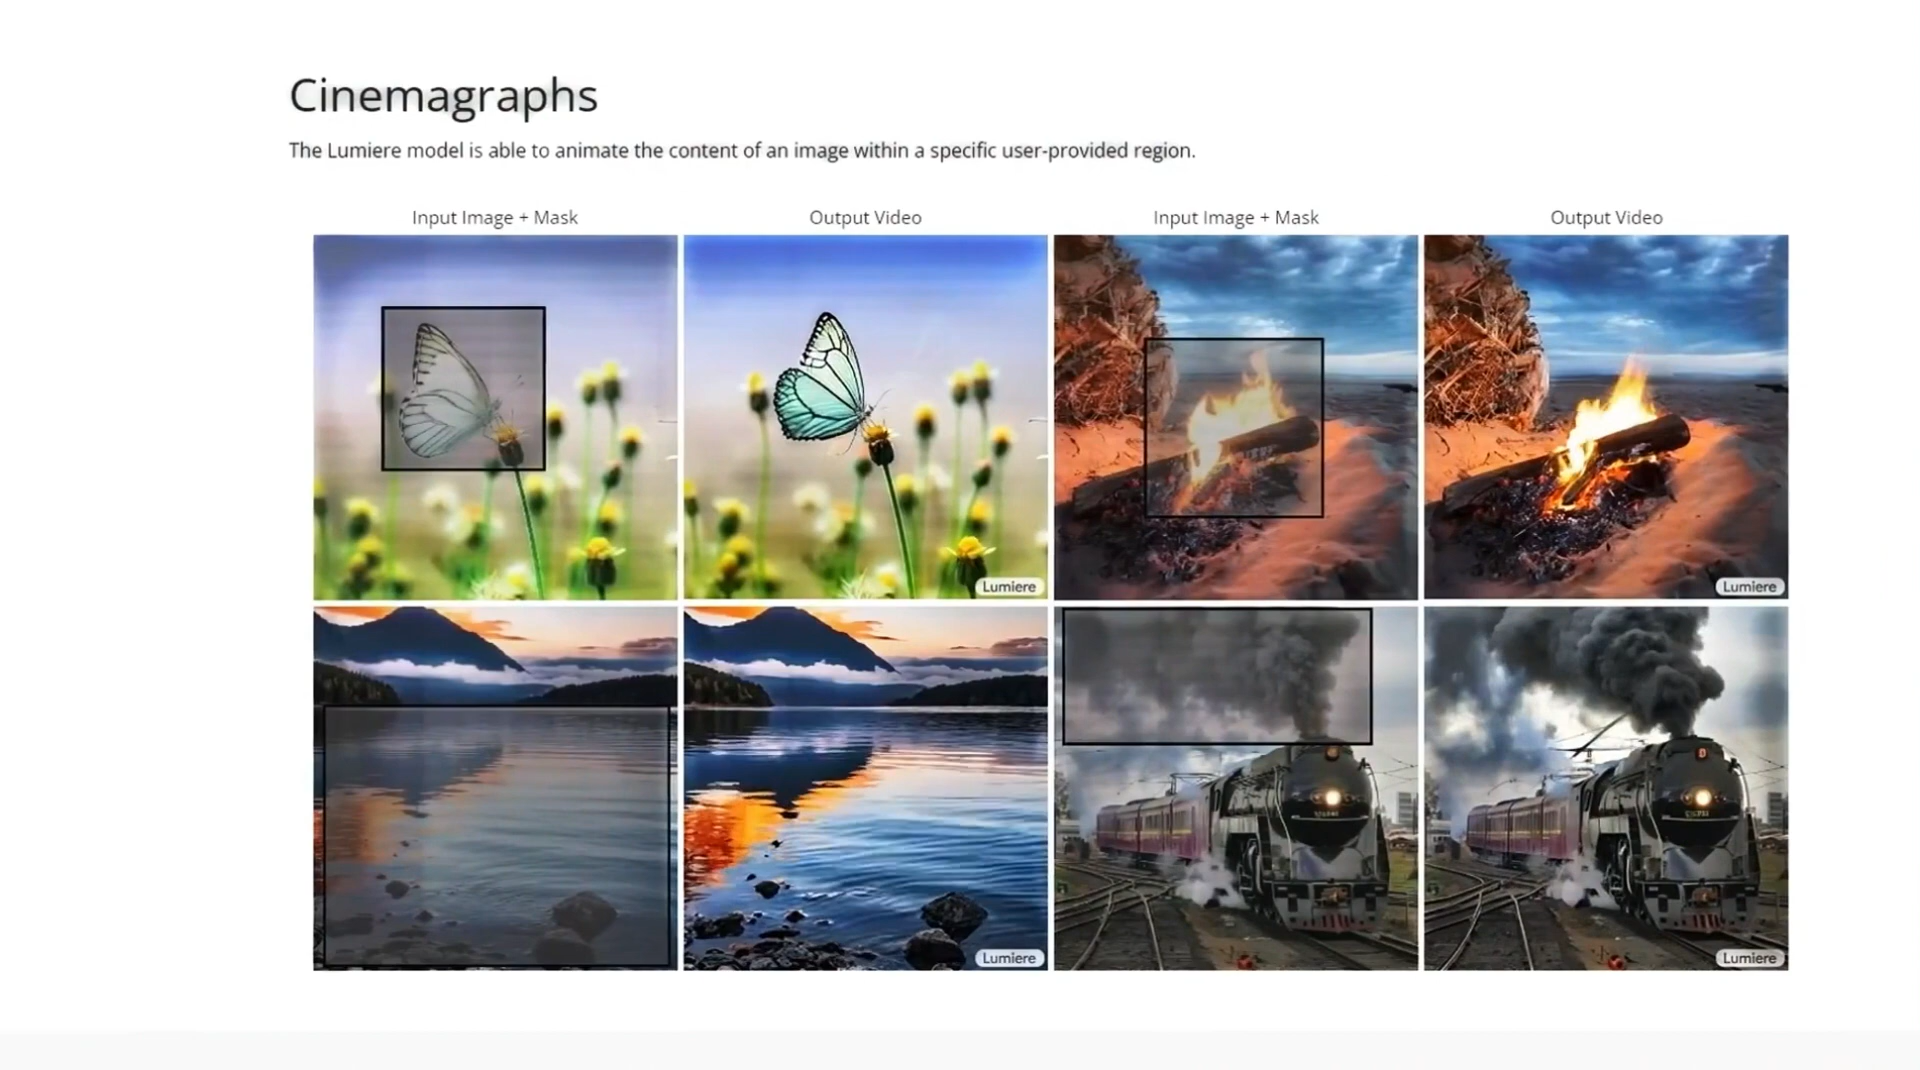 Cinemagraphs
The Lumiere model is able to animate the content of an image within a specific user-provided region.
Input Image + Mask
Output Video
Input Image + Mask
Output Video
Lumiere
Lumiere
Lumiere
Lumiere